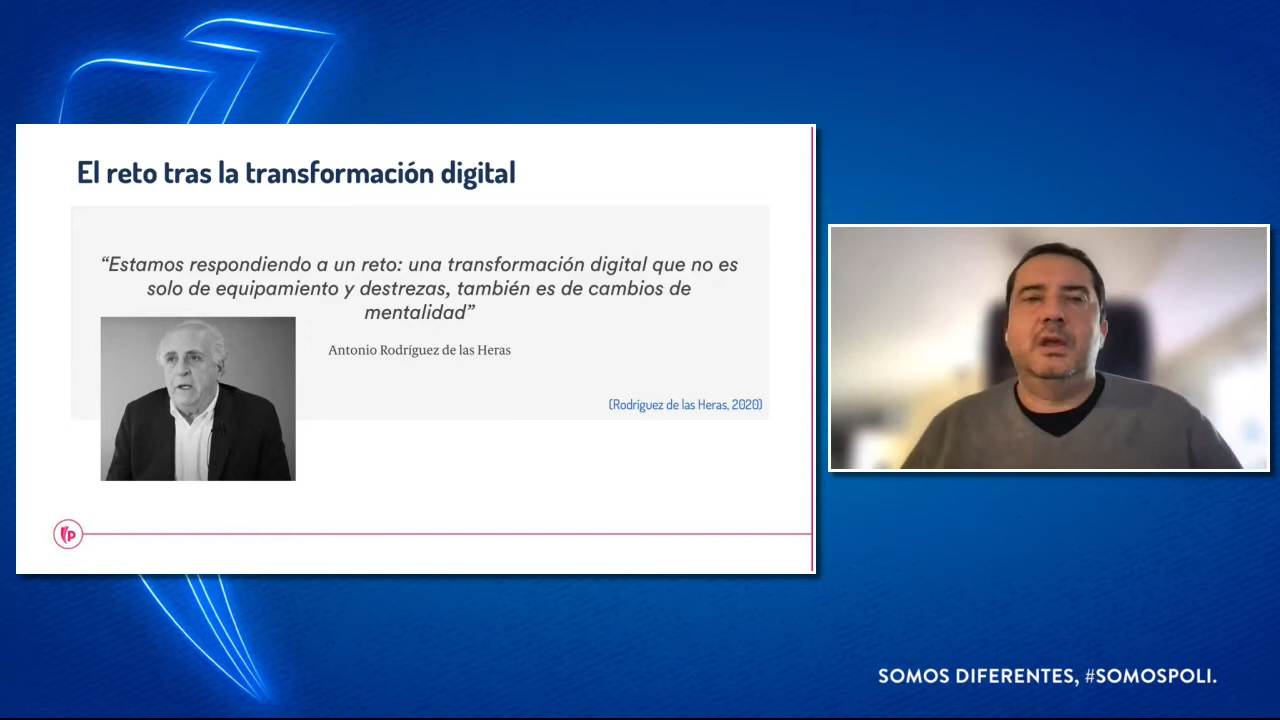 El reto tras la transformación digital
“Estamos respondiendo a un reto: una transformación digital que no es
solo de equipamiento y destrezas, también es de cambios de
mentalidad”
Antonio Rodríguez de las Heras
(Rodríguez de las Heras, 2020)
P
SOMOS DIFERENTES, #SOMOSPOLI.